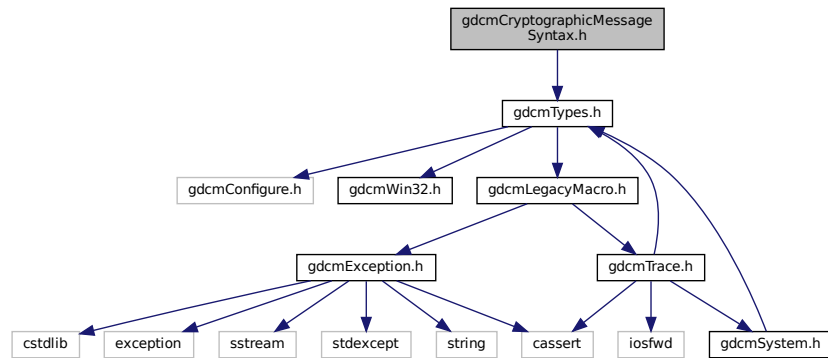 gdcmCryptographicMessage
Syntax.h
gdcmTypes.h
gdcmConfigure.h
gdcmWin32.h
gdcmLegacyMacro.h
gdcmException.h
gdcmTrace.h
cstdlib
exception
sstream
stdexcept
string
cassert
iosfwd
gdcmSystem.h